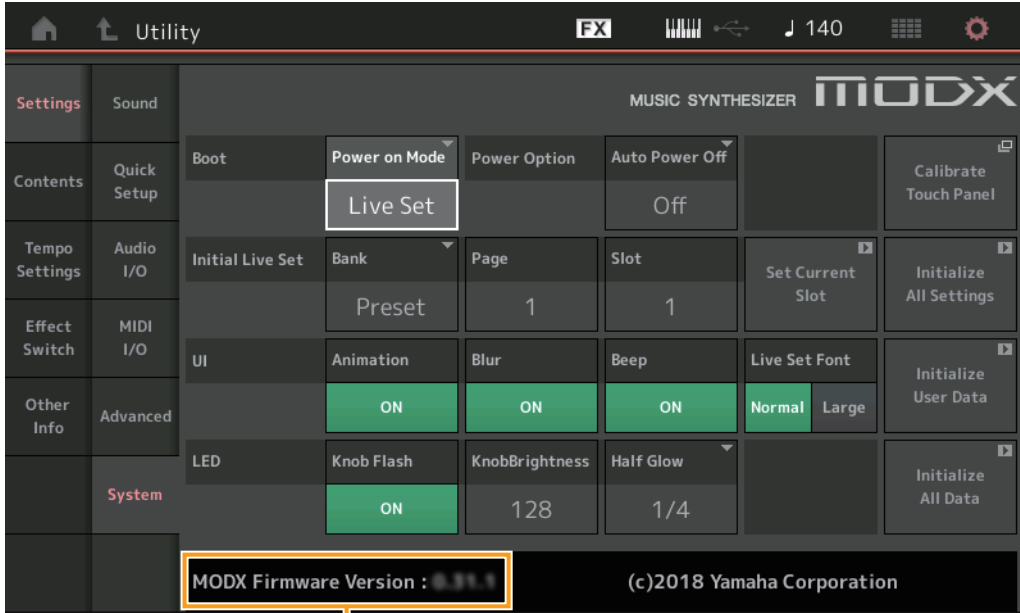 Utility
FX
140
Settings
Sound
MUSIC SYNTHESIZER MODX
Contents
Quick
Setup
Boot
Power on Mode
Live Set
Power Option
Auto Power Off
Off
Calibrate
Touch Panel
Tempo
Settings
Audio
I/O
Initial Live Set
Bank
Preset
Page
1
Slot
1
Set Current
Slot
Initialize
All Settings
Effect
Switch
MIDI
I/O
UI
Animation
ON
Blur
ON
Beep
ON
Live Set Font
Normal Large
Initialize
User Data
Other
Info
Advanced
LED
Knob Flash
ON
KnobBrightness
128
Half Glow
1/4
Initialize
All Data
System
MODX Firmware Version :
(c)2018 Yamaha Corporation